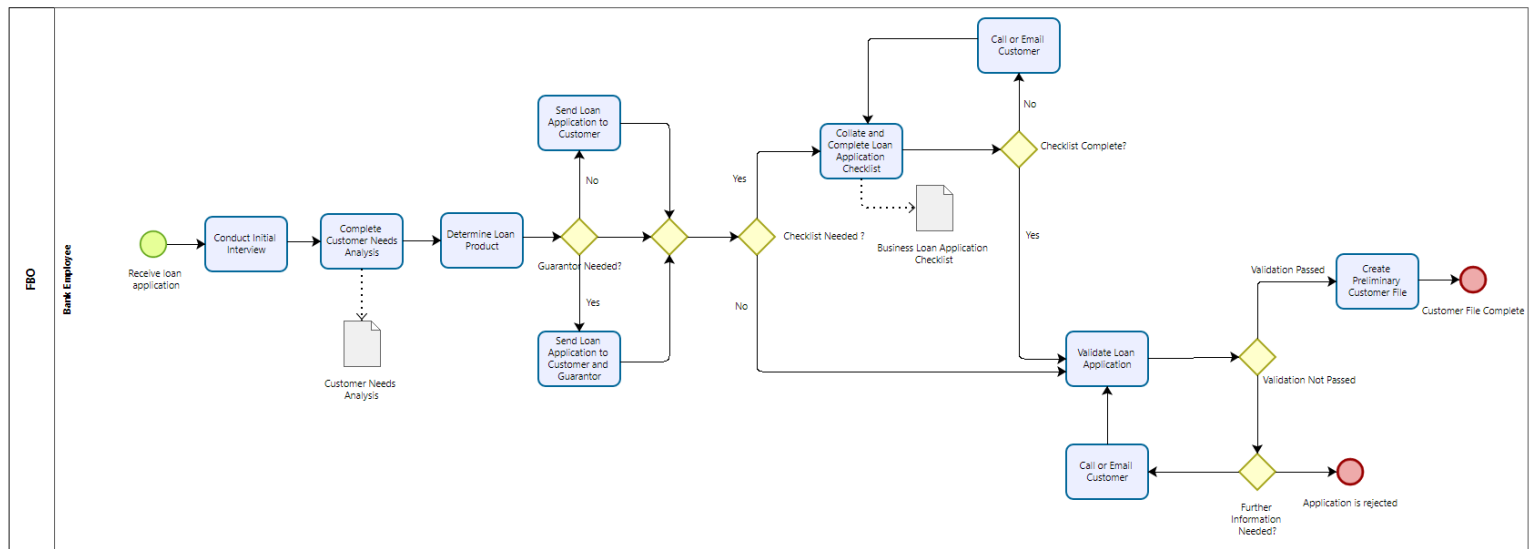 FBO
Bank Employee
Receive loan
application
Conduct Initial
Interview
Complete
Customer Needs
Analysis
Customer Needs
Analysis
Determine Loan
Product
Guarantor Needed?
No
Send Loan
Application to
Customer
Yes
Send Loan
Application to
Customer and
Guarantor
Checklist Needed ?
Yes
No
Collate and
Complete Loan
Application
Checklist
Business Loan Application
Checklist
Call or Email
Customer
No
Checklist Complete?
Yes
Validate Loan
Application
Validation Passed
Create
Preliminary
Customer File
Customer File Complete
Validation Not Passed
Call or Email
Customer
Further
Information
Needed?
Application is rejected